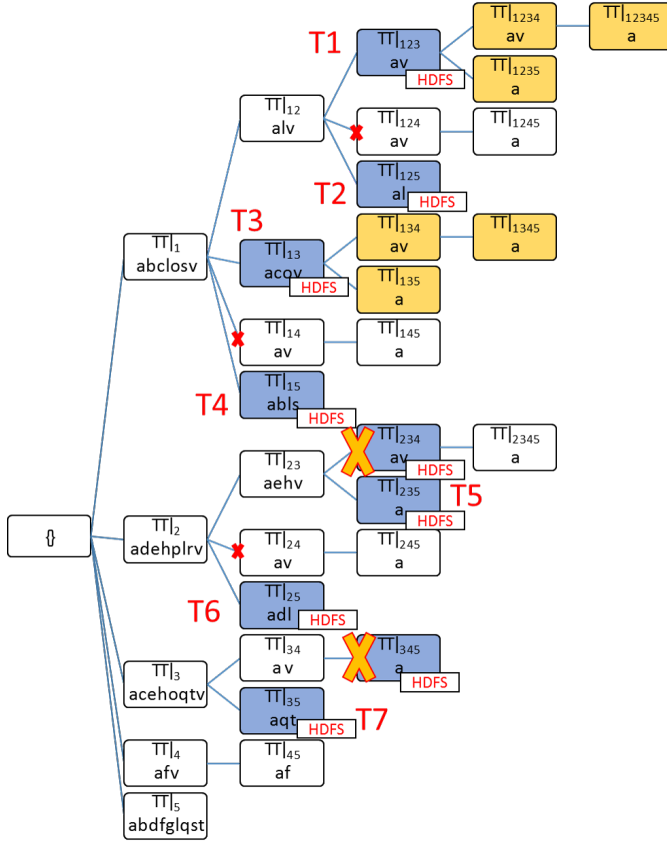 TT|1234
av
TT|12345
a
T1
TT|123
av
HDFS
TT|1235
a
TT|12
alv
TT|124
av
TT|1245
a
T2
TT|125
al
HDFS
T3
TT|134
av
TT|1345
a
TT|1
abclosv
TT|13
acov
HDFS
TT|135
a
TT|14
av
TT|145
a
T4
TT|15
abls
HDFS
TT|234
av
HDFS
TT|2345
a
TT|23
aehv
TT|235
a
HDFS
T5
{}
TT|2
adehplrv
TT|24
av
TT|245
a
T6
TT|25
adl
HDFS
TT|34
av
TT|345
a
HDFS
TT|3
acehoqtv
TT|35
aqt
HDFS
T7
TT|4
afv
TT|45
af
TT|5
abdfglqst